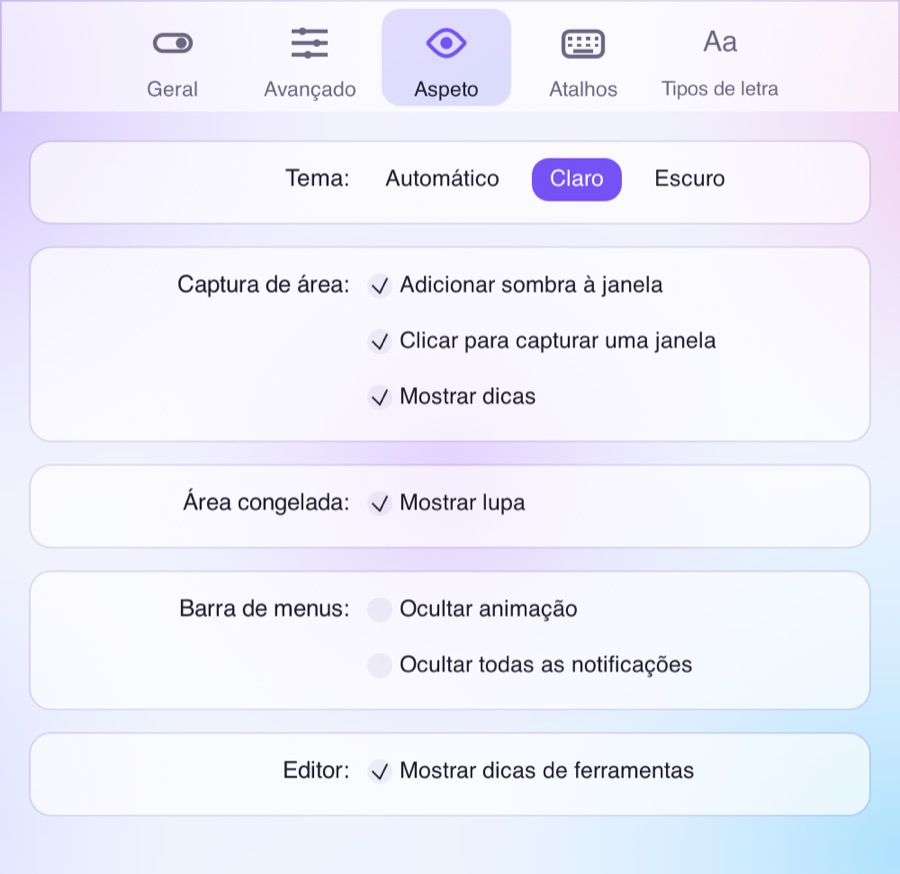 Geral
Avançado
Aspeto
Atalhos
Aa
Tipos de letra
Tema: Automático Claro Escuro
Captura de área: Adicionar sombra à janela
Clicar para capturar uma janela
Mostrar dicas
Área congelada: Mostrar lupa
Barra de menus: Ocultar animação
Ocultar todas as notificações
Editor: Mostrar dicas de ferramentas